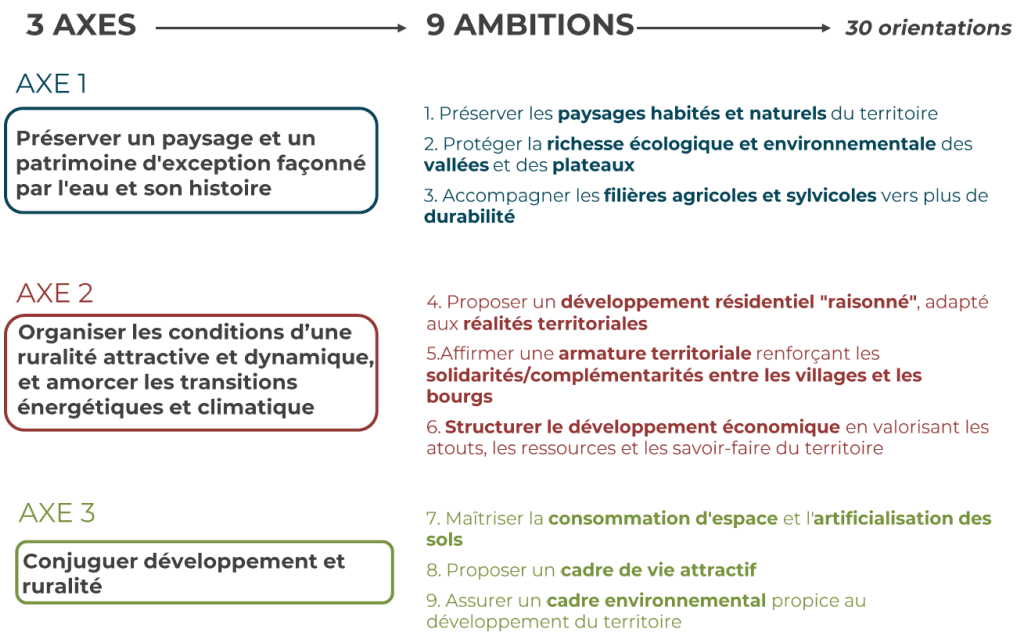 3 AXES
9 AMBITIONS
30 orientations
AXE 1
Préserver un paysage et un
patrimoine d'exception façonné
par l'eau et son histoire
1. Préserver les paysages habités et naturels du territoire
2. Protéger la richesse écologique et environnementale des
vallées et des plateaux
3. Accompagner les filières agricoles et sylvicoles vers plus de
durabilité
AXE 2
Organiser les conditions d’une
ruralité attractive et dynamique,
et amorcer les transitions
énergétiques et climatique
4. Proposer un développement résidentiel "raisonné", adapté
aux réalités territoriales
5.Affirmer une armature territoriale renforçant les
solidarités/complémentarités entre les villages et les
bourgs
6. Structurer le développement économique en valorisant les
atouts, les ressources et les savoir-faire du territoire
AXE 3
Conjuguer développement et
ruralité
7. Maîtriser la consommation d'espace et l'artificialisation des
sols
8. Proposer un cadre de vie attractif
9. Assurer un cadre environnemental propice au
développement du territoire